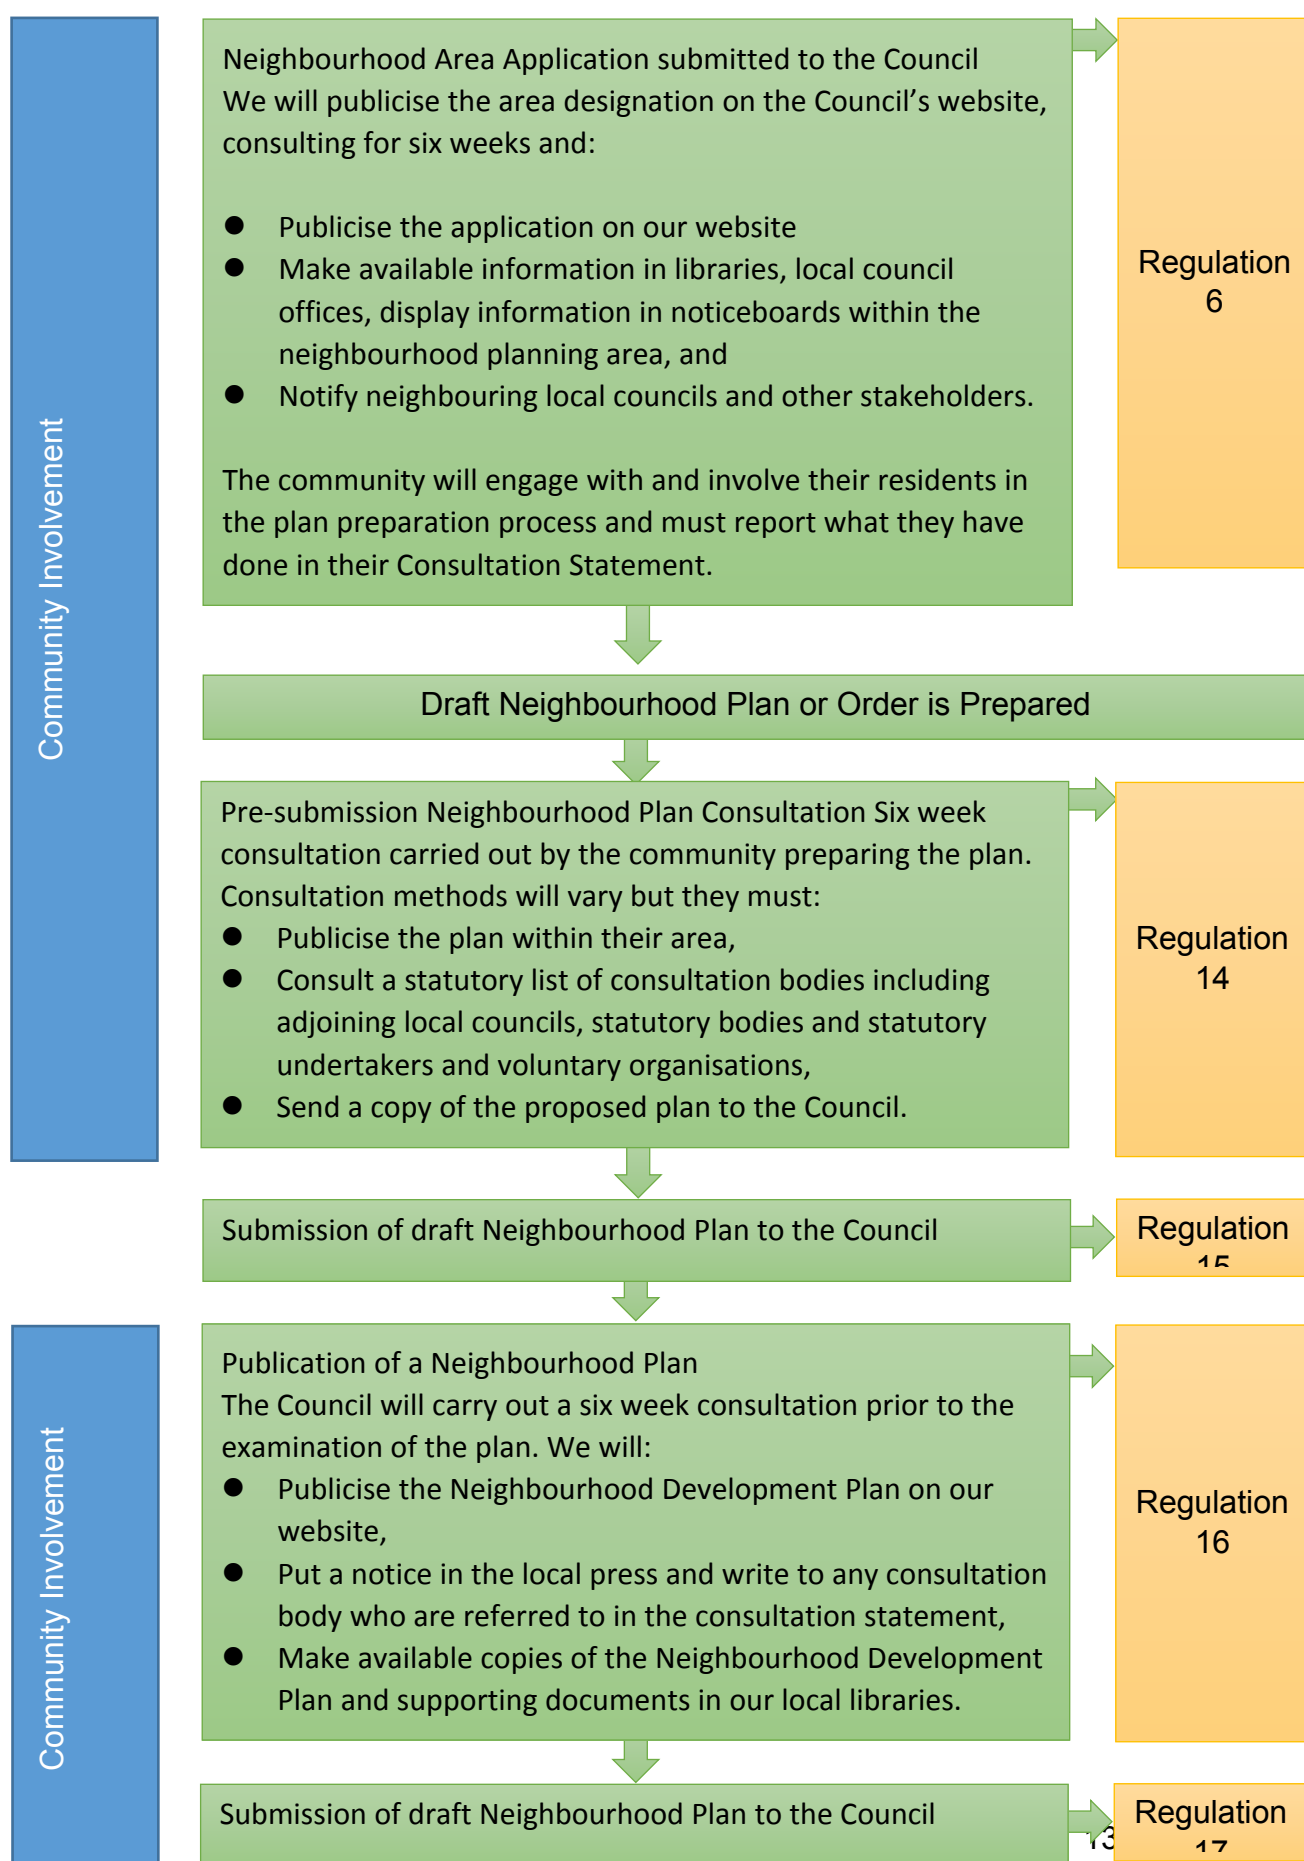 Community Involvement
Neighbourhood Area Application submitted to the Council
We will publicise the area designation on the Council’s website,
consulting for six weeks and:
● Publicise the application on our website
● Make available information in libraries, local council
offices, display information in noticeboards within the
neighbourhood planning area, and
● Notify neighbouring local councils and other stakeholders.
The community will engage with and involve their residents in
the plan preparation process and must report what they have
done in their Consultation Statement.
Regulation
6
Draft Neighbourhood Plan or Order is Prepared
Pre-submission Neighbourhood Plan Consultation Six week
consultation carried out by the community preparing the plan.
Consultation methods will vary but they must:
● Publicise the plan within their area,
● Consult a statutory list of consultation bodies including
adjoining local councils, statutory bodies and statutory
undertakers and voluntary organisations,
● Send a copy of the proposed plan to the Council.
Regulation
14
Submission of draft Neighbourhood Plan to the Council
Regulation
15
Community Involvement
Publication of a Neighbourhood Plan
The Council will carry out a six week consultation prior to the
examination of the plan. We will:
● Publicise the Neighbourhood Development Plan on our
website,
● Put a notice in the local press and write to any consultation
body who are referred to in the consultation statement,
● Make available copies of the Neighbourhood Development
Plan and supporting documents in our local libraries.
Regulation
16
Submission of draft Neighbourhood Plan to the Council
Regulation
17
13